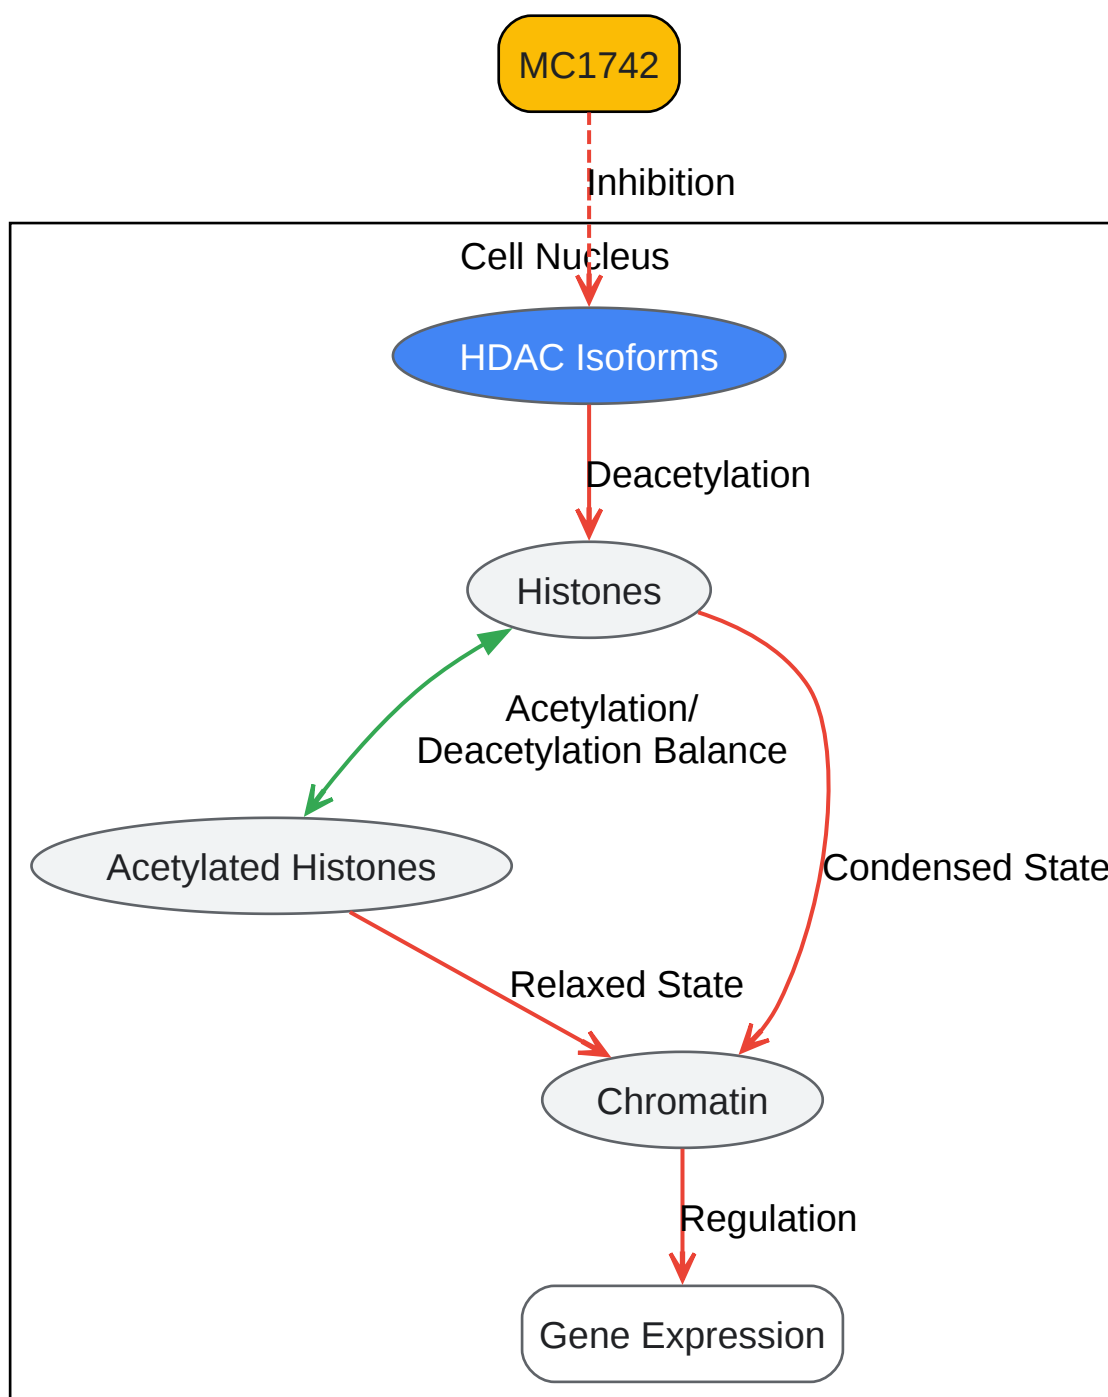 MC1742
Inhibition
Cell Nucleus
HDAC Isoforms
Deacetylation
Histones
Acetylation/
Deacetylation Balance
Acetylated Histones
Condensed State
Relaxed State
Chromatin
Regulation
Gene Expression